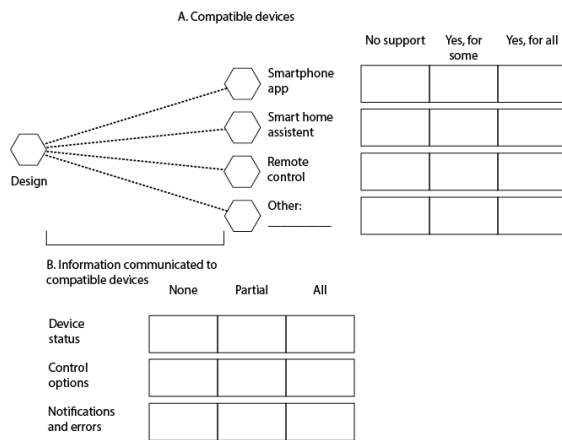 A. Compatible devices
No support
Yes, for
some
Yes, for all
Smartphone
app
Smart home
assistent
Remote
control
Other:
___________
Design
B. Information communicated to
compatible devices
None
Partial
All
Device
status
Control
options
Notifications
and errors